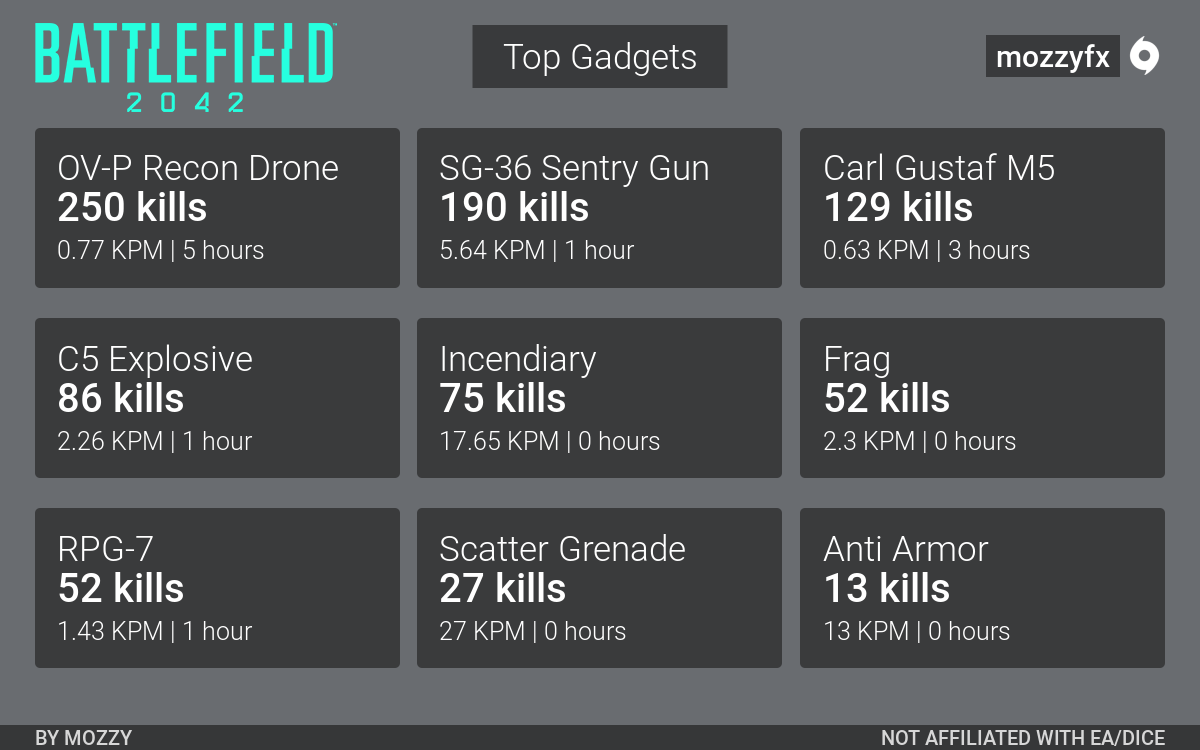 BATTLEFIELD™
2042
Top Gadgets
mozzyfx
OV-P Recon Drone
250 kills
0.77 KPM | 5 hours
SG-36 Sentry Gun
190 kills
5.64 KPM | 1 hour
Carl Gustaf M5
129 kills
0.63 KPM | 3 hours
C5 Explosive
86 kills
2.26 KPM | 1 hour
Incendiary
75 kills
17.65 KPM | 0 hours
Frag
52 kills
2.3 KPM | 0 hours
RPG-7
52 kills
1.43 KPM | 1 hour
Scatter Grenade
27 kills
27 KPM | 0 hours
Anti Armor
13 kills
13 KPM | 0 hours
BY MOZZY
NOT AFFILIATED WITH EA/DICE